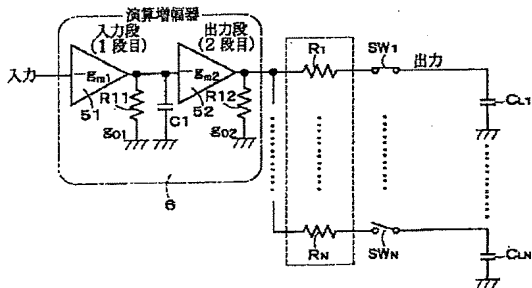 演算増幅器
入力段
(1段目)
出力段
(2段目)
入力
-gm1
51
R11
go1
C1
-gm2
52
R12
go2
6
R1
SW1
出力
CL1
RN
SWN
CLN